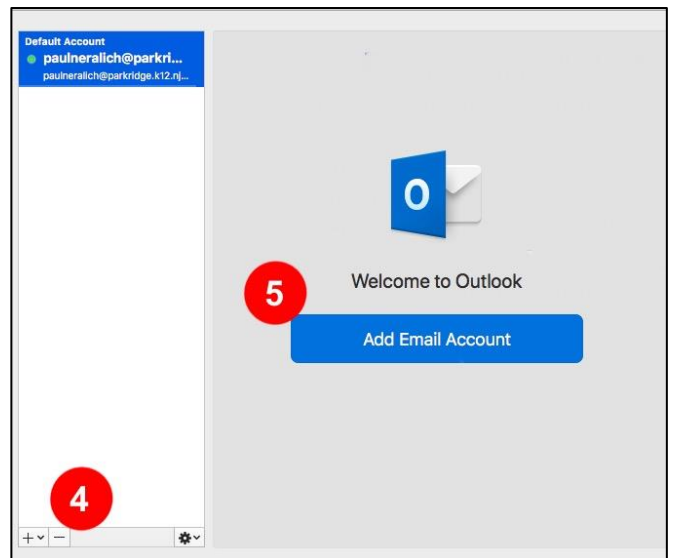 Default Account
paulneralich@parkri...
paulneralich@parkridge.k12.nj...
O
Welcome to Outlook
5
Add Email Account
4